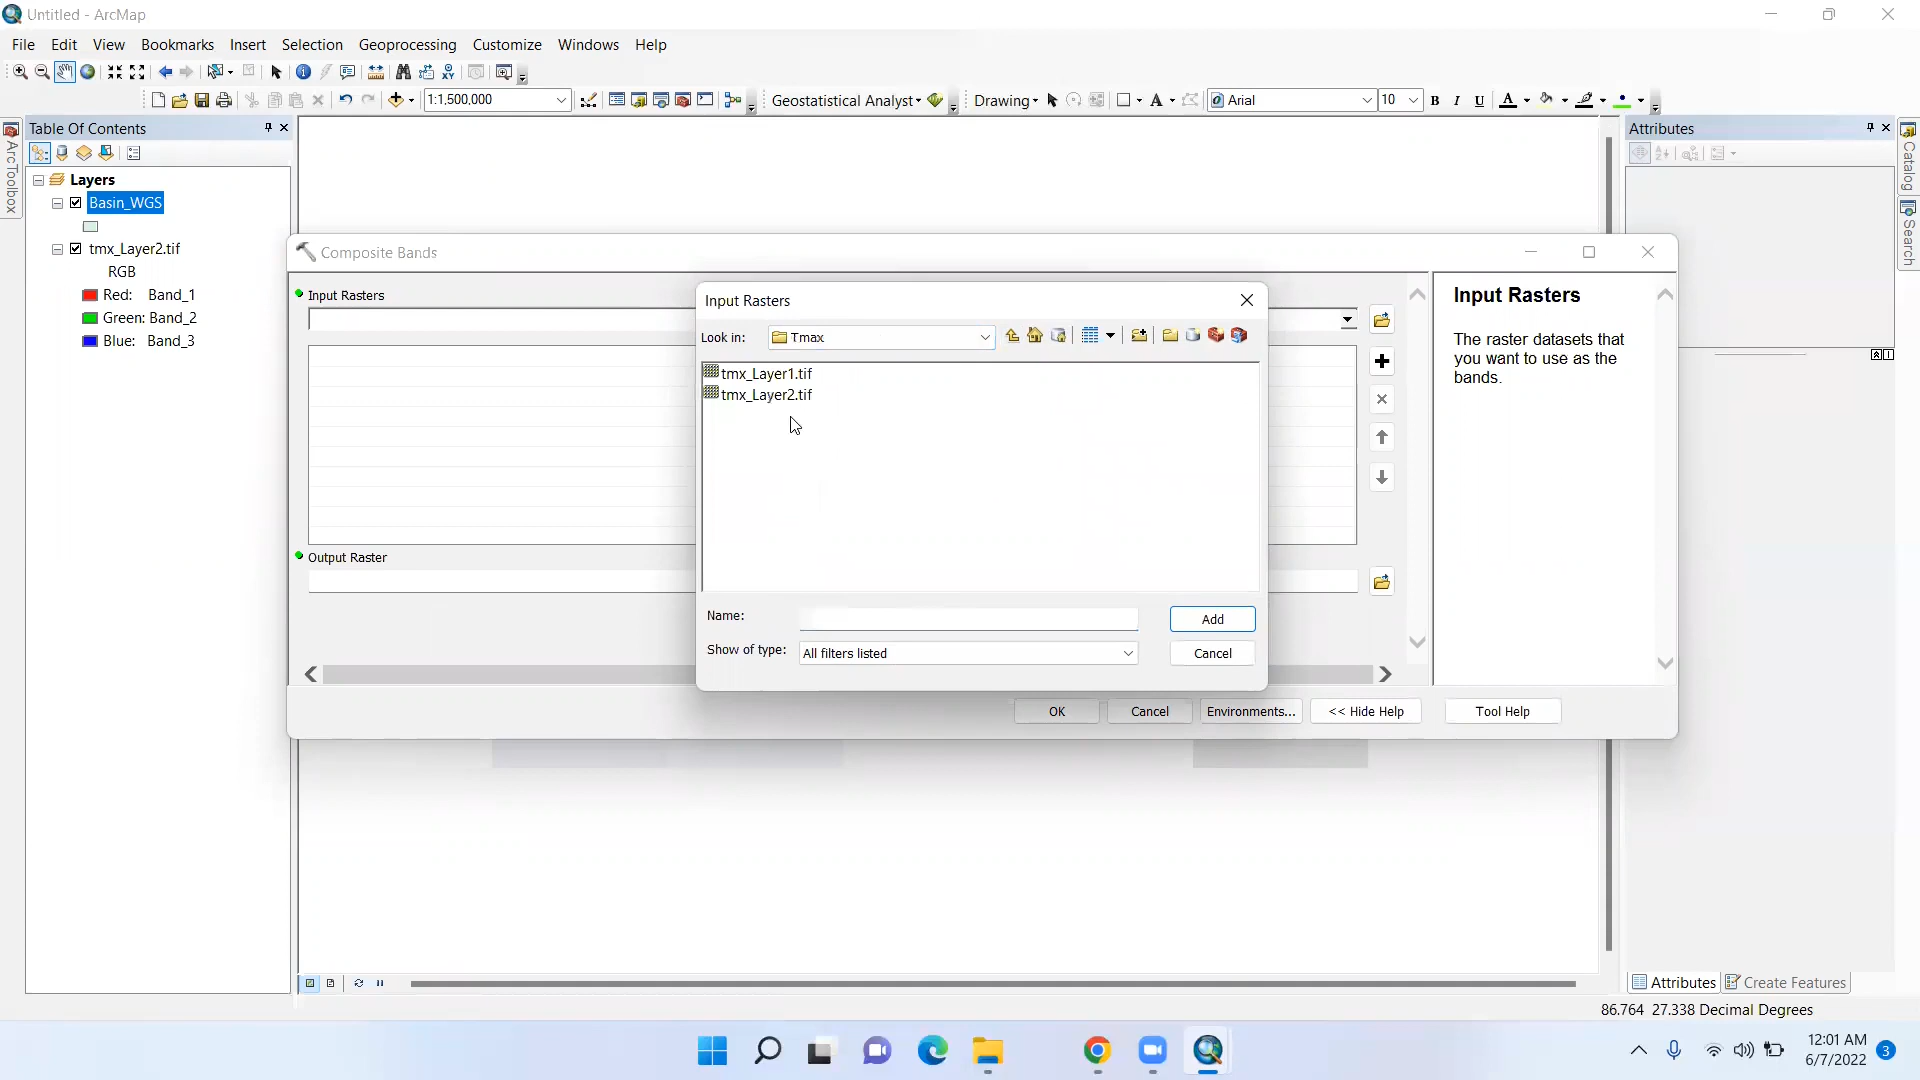 Untitled - ArcMap
File Edit View Bookmarks Insert Selection Geoprocessing Customize Windows Help
1:1,500,000
Geostatistical Analyst
Drawing
Arial
10
B I U A
Table Of Contents
Attributes
ArcToolbox
Catalog
Search
Layers
Basin_WGS
tmx_Layer2.tif
RGB
Red: Band_1
Green: Band_2
Blue: Band_3
Composite Bands
Input Rasters
Output Raster
Input Rasters
Look in: Tmax
tmx_Layer1.tif
tmx_Layer2.tif
Name:
Add
Show of type: All filters listed
Cancel
Input Rasters
The raster datasets that
you want to use as the
bands.
OK Cancel Environments... << Hide Help Tool Help
Attributes Create Features
86.764 27.338 Decimal Degrees
12:01 AM
6/7/2022
3